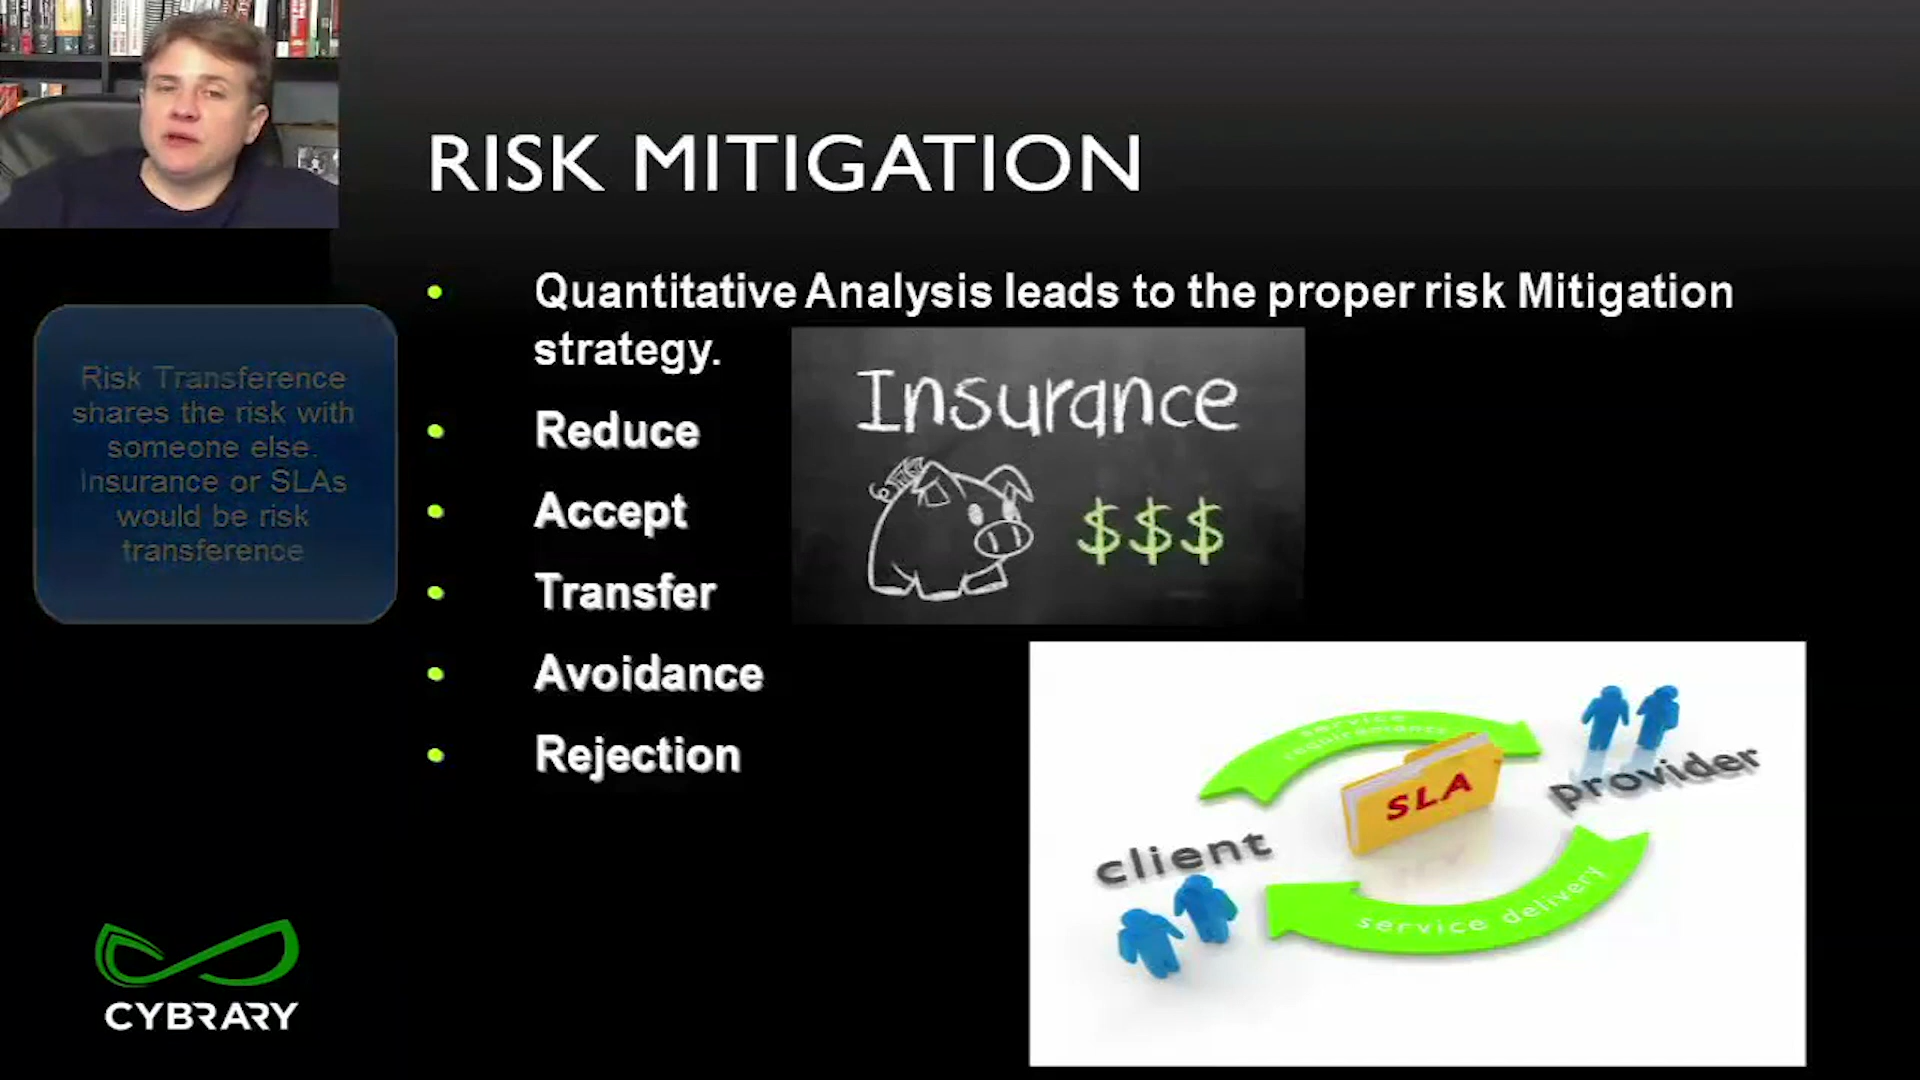 RISK MITIGATION
Quantitative Analysis leads to the proper risk Mitigation
strategy.
Reduce
Accept
Transfer
Avoidance
Rejection
Risk Transference
shares the risk with
someone else.
Insurance or SLAs
would be risk
transference
Insurance
$$$
service
requirements
SLA
provider
client
service delivery
CYBRARY